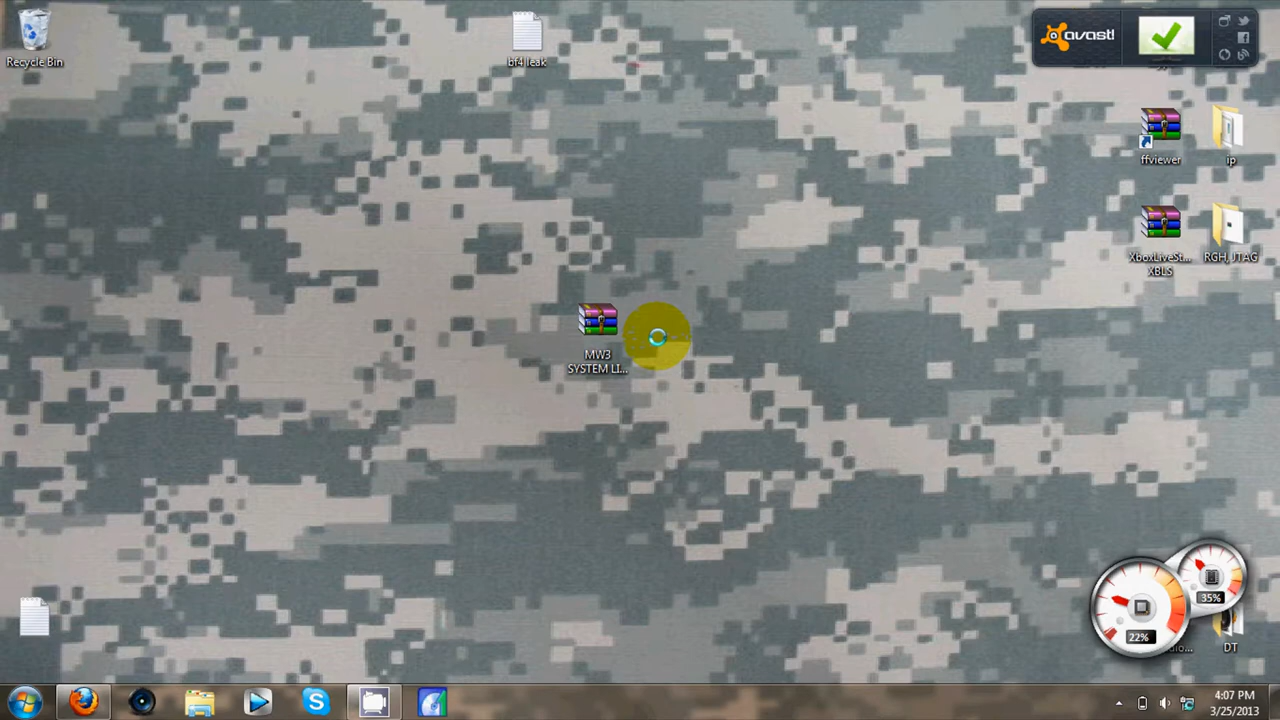 Recycle Bin
bf4 leak
avast!
ffviewer
ip
XboxLiveSt...
XBLS
RGH, JTAG
MW3
SYSTEM LI...
35%
22%
DT
4:07 PM
3/25/2013